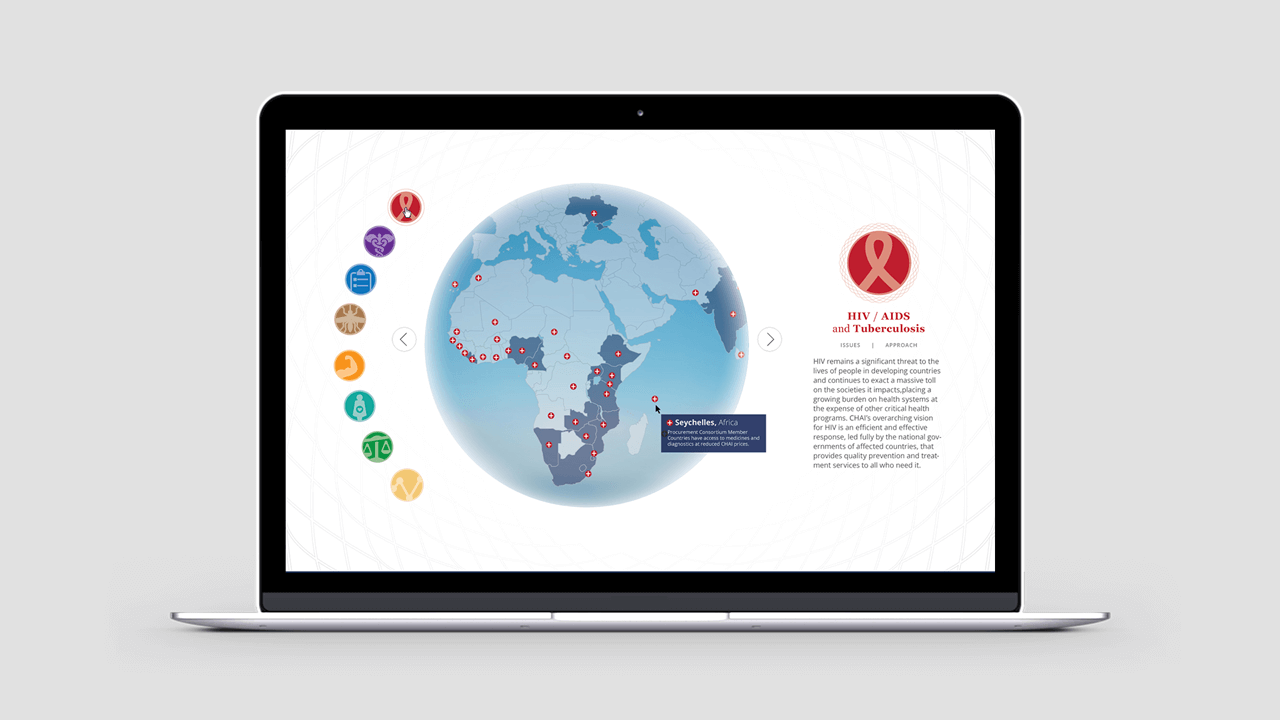 Seychelles, Africa
Procurement Consortium Member
Countries have access to medicines and
diagnostics at reduced CHAI prices.
HIV / AIDS
and Tuberculosis
ISSUES | APPROACH
HIV remains a significant threat to the
lives of people in developing countries
and continues to exact a massive toll
on the societies it impacts,placing a
growing burden on health systems at
the expense of other critical health
programs. CHAI's overarching vision
for HIV is an efficient and effective
response, led fully by the national gov-
ernments of affected countries, that
provides quality prevention and treat-
ment services to all who need it.